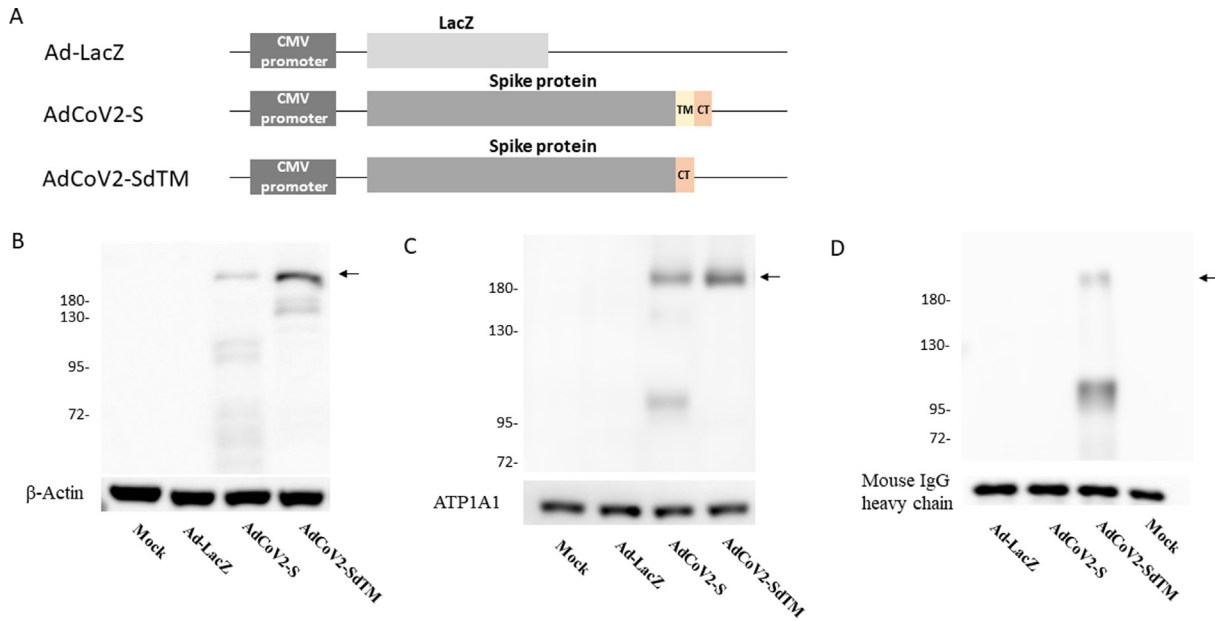 A
LacZ
Ad-LacZ
CMV
promoter
Spike protein
AdCoV2-S
CMV
promoter
TM CT
Spike protein
AdCoV2-SdTM
CMV
promoter
CT
B
180-
130-
95-
72-
β-Actin
Mock
Ad-LacZ
AdCoV2-S
AdCoV2-SdTM
C
180-
130-
95-
72-
ATP1A1
Mock
Ad-LacZ
AdCoV2-S
AdCoV2-SdTM
D
180-
130-
95-
72-
Mouse IgG
heavy chain
Ad-LacZ
AdCoV2-S
AdCoV2-SdTM
Mock